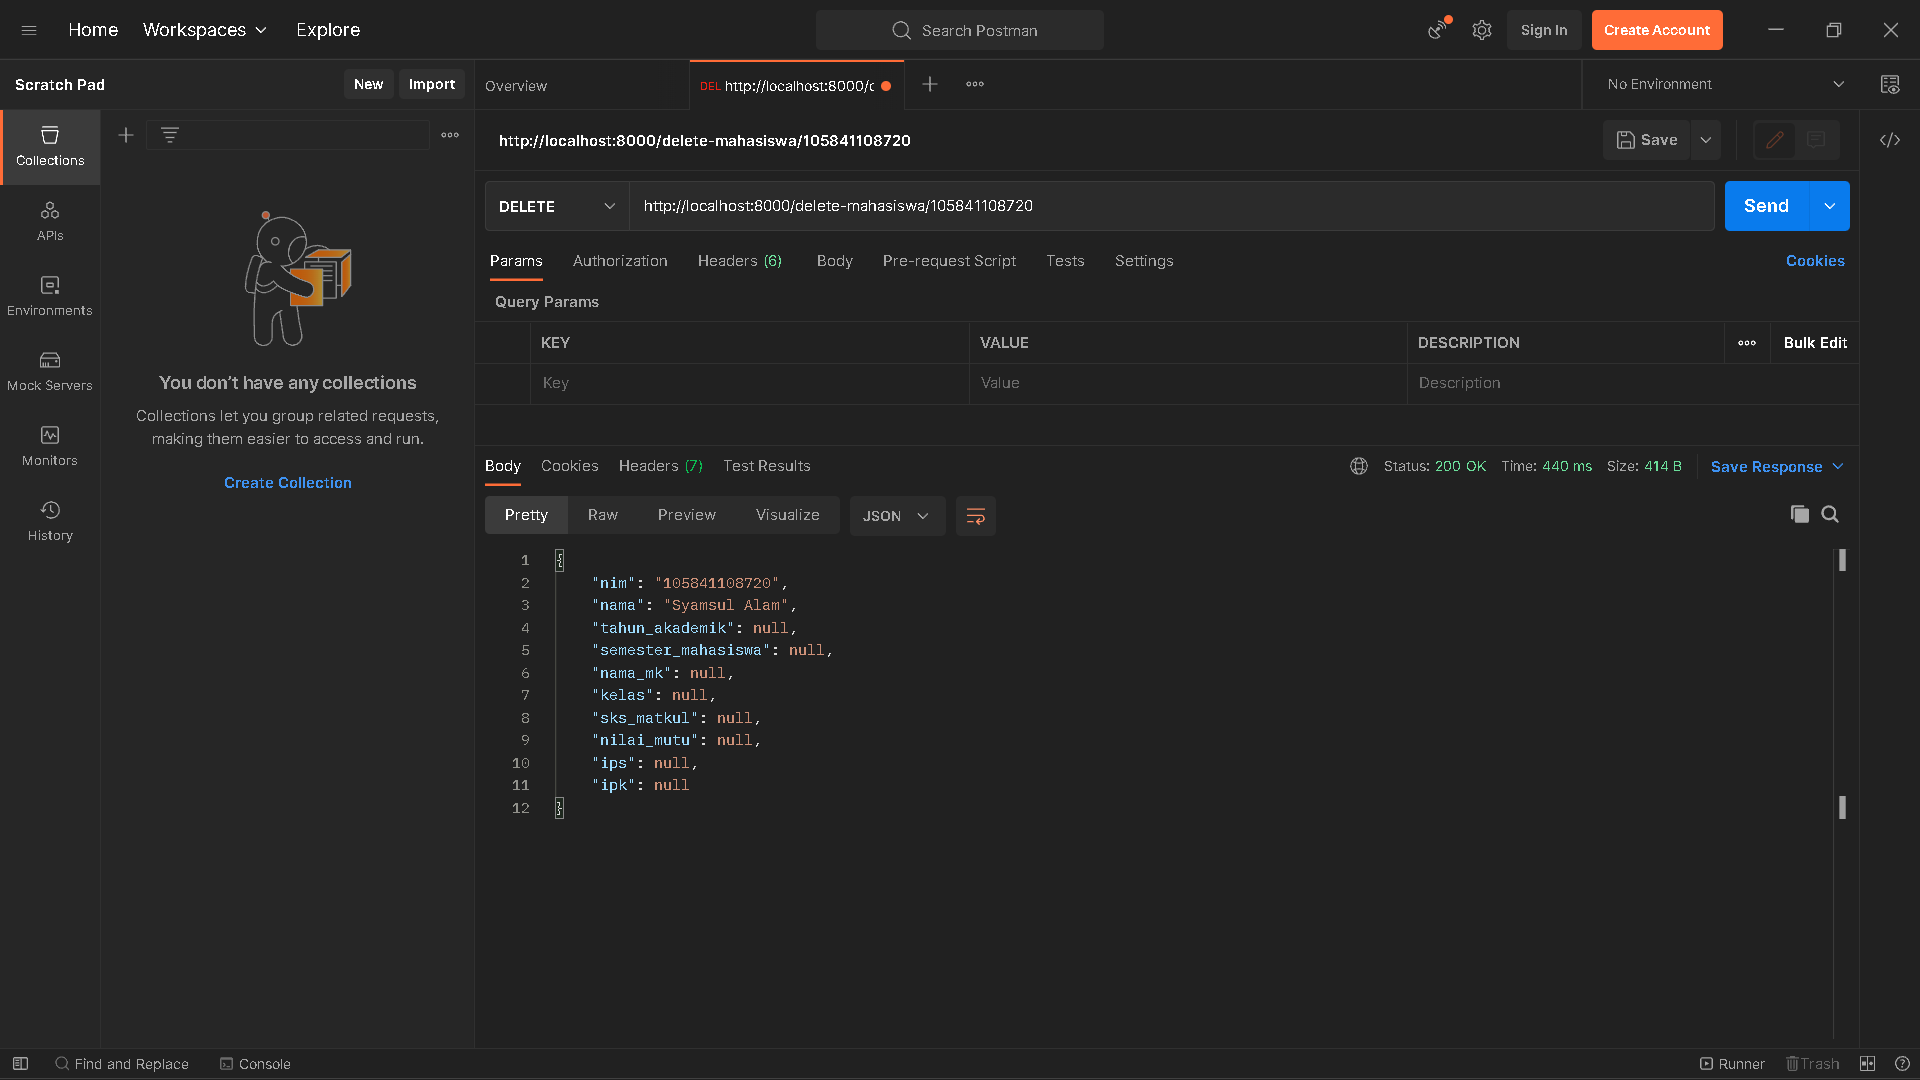 Home
Workspaces
Explore
Search Postman
Sign In
Create Account
Scratch Pad
New
Import
Overview
DEL http://localhost:8000/c
No Environment
Collections
APIs
Environments
Mock Servers
Monitors
History
You don't have any collections
Collections let you group related requests,
making them easier to access and run.
Create Collection
http://localhost:8000/delete-mahasiswa/105841108720
Save
DELETE
http://localhost:8000/delete-mahasiswa/105841108720
Send
Params
Authorization
Headers (6)
Body
Pre-request Script
Tests
Settings
Cookies
Query Params
KEY
VALUE
DESCRIPTION
Bulk Edit
Key
Value
Description
Body
Cookies
Headers (7)
Test Results
Status: 200 OK
Time: 440 ms
Size: 414 B
Save Response
Pretty
Raw
Preview
Visualize
JSON
1 {
2 "nim": "105841108720",
3 "nama": "Syamsul Alam",
4 "tahun_akademik": null,
5 "semester_mahasiswa": null,
6 "nama_mk": null,
7 "kelas": null,
8 "sks_matkul": null,
9 "nilai_mutu": null,
10 "ips": null,
11 "ipk": null
12 }
Find and Replace
Console
Runner
Trash